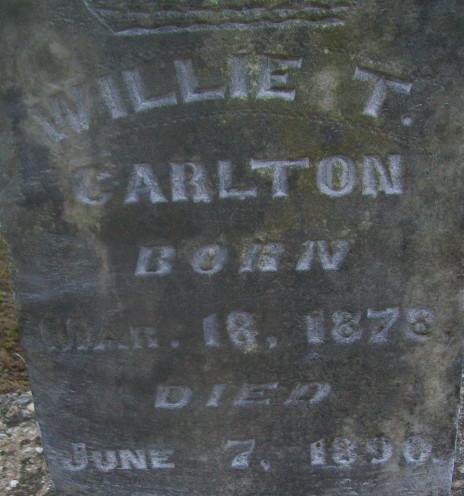 WILLIE T.
CARLTON
BORN
MAR. 18, 1878
DIED
JUNE 7, 1890.